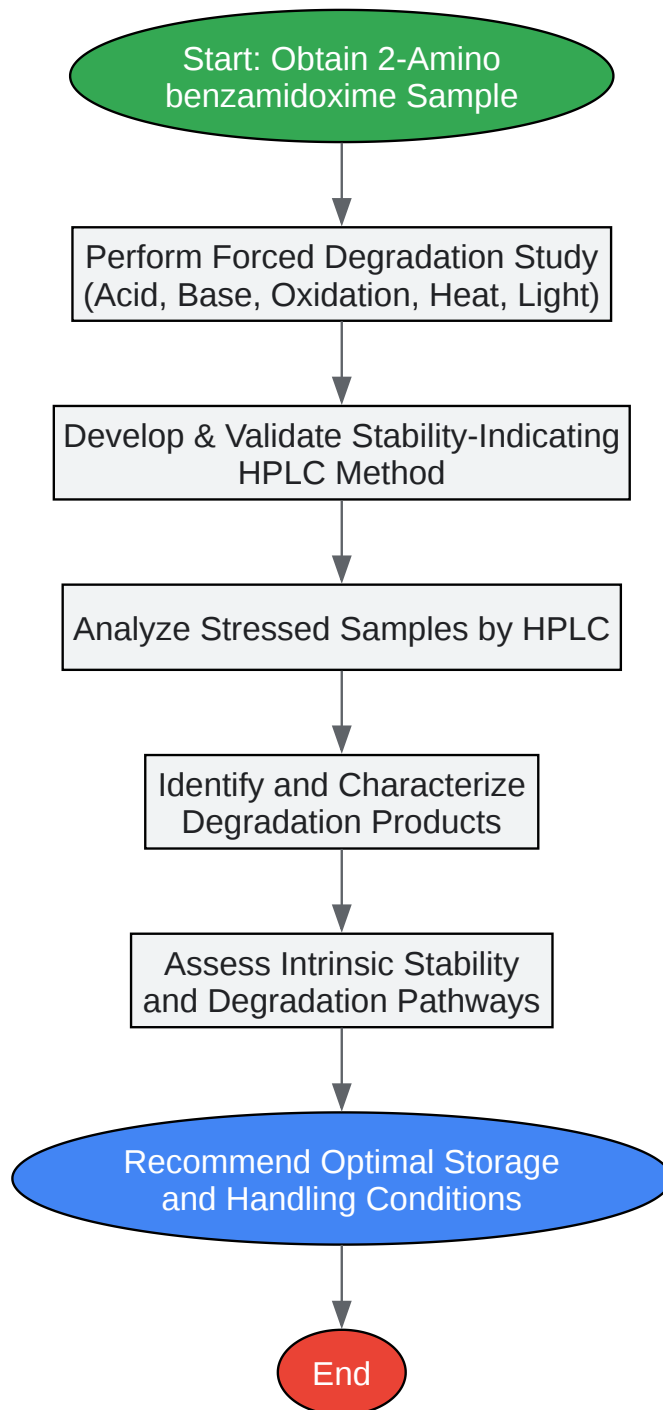 Start: Obtain 2-Amino
benzamidoxime Sample
Perform Forced Degradation Study
(Acid, Base, Oxidation, Heat, Light)
Develop & Validate Stability-Indicating
HPLC Method
Analyze Stressed Samples by HPLC
Identify and Characterize
Degradation Products
Assess Intrinsic Stability
and Degradation Pathways
Recommend Optimal Storage
and Handling Conditions
End